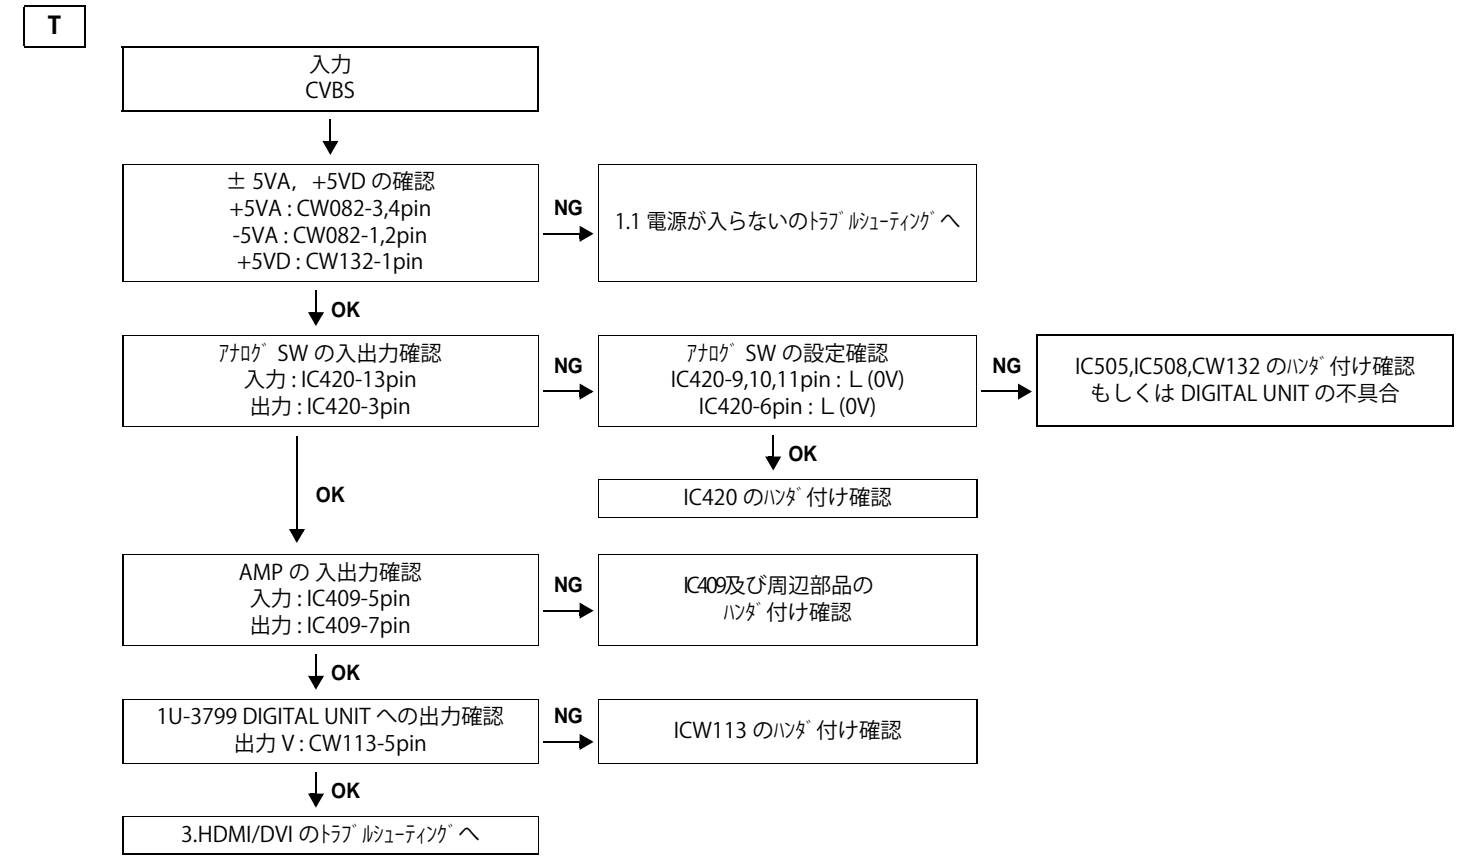 T
入力
CVBS
± 5VA, +5VD の確認
+5VA : CW082-3,4pin
-5VA : CW082-1,2pin
+5VD : CW132-1pin
NG
1.1 電源が入らないのﾄﾗﾌﾞﾙｼｭｰﾃｨﾝｸﾞへ
OK
ｱﾅﾛｸﾞ SW の入出力確認
入力 : IC420-13pin
出力 : IC420-3pin
NG
ｱﾅﾛｸﾞ SW の設定確認
IC420-9,10,11pin : L (0V)
IC420-6pin : L (0V)
NG
IC505,IC508,CW132 のﾊﾝﾀﾞ付け確認
もしくは DIGITAL UNIT の不具合
OK
IC420 のﾊﾝﾀﾞ付け確認
OK
AMP の 入出力確認
入力 : IC409-5pin
出力 : IC409-7pin
NG
IC409及び周辺部品の
ﾊﾝﾀﾞ付け確認
OK
1U-3799 DIGITAL UNIT への出力確認
出力 V : CW113-5pin
NG
ICW113 のﾊﾝﾀﾞ付け確認
OK
3.HDMI/DVI のﾄﾗﾌﾞﾙｼｭｰﾃｨﾝｸﾞへ